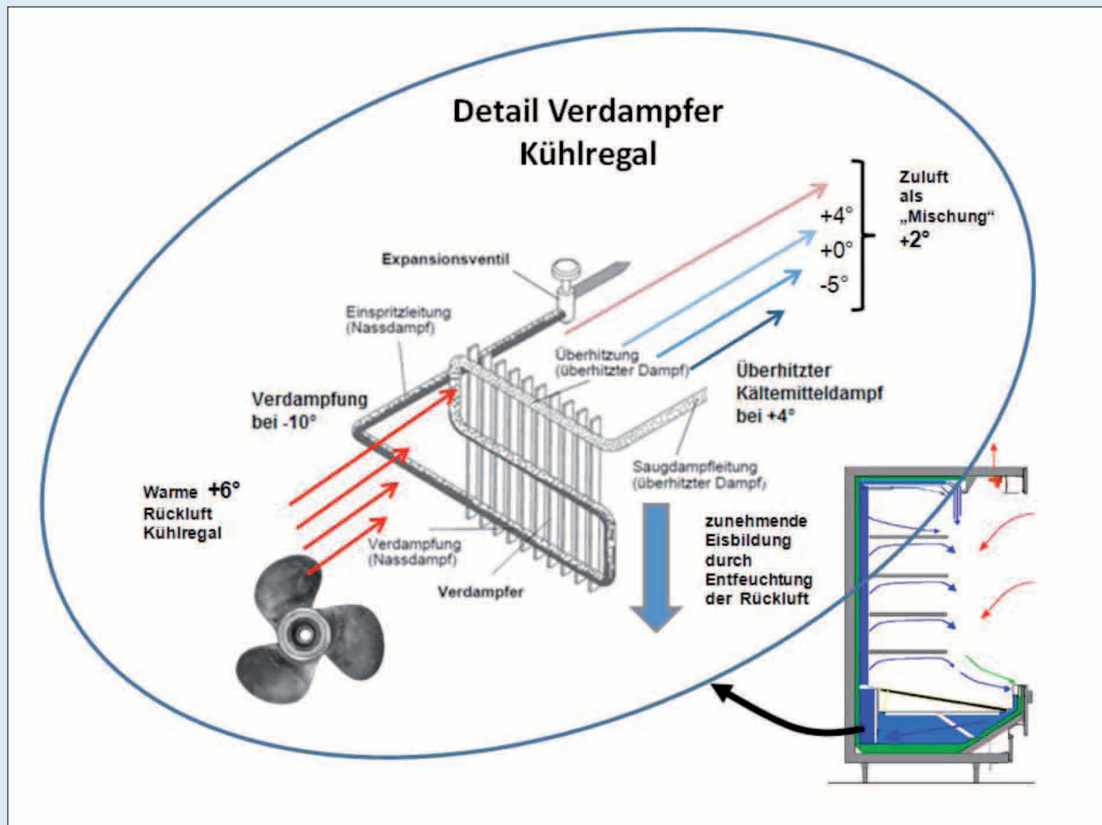 Detail Verdampfer
Kühlregal
Zuluft
als
„Mischung“
+2°
+4°
+0°
-5°
Expansionsventil
Einspritzleitung
(Nassdampf)
Überhitzung
(überhitzter Dampf)
Überhitzter
Kältemitteldampf
bei +4°
Verdampfung
bei -10°
Saugdampfleitung
(überhitzter Dampf)
Warme +6°
Rückluft
Kühlregal
Verdampfung
(Nassdampf)
Verdampfer
zunehmende
Eisbildung
durch
Entfeuchtung
der Rückluft